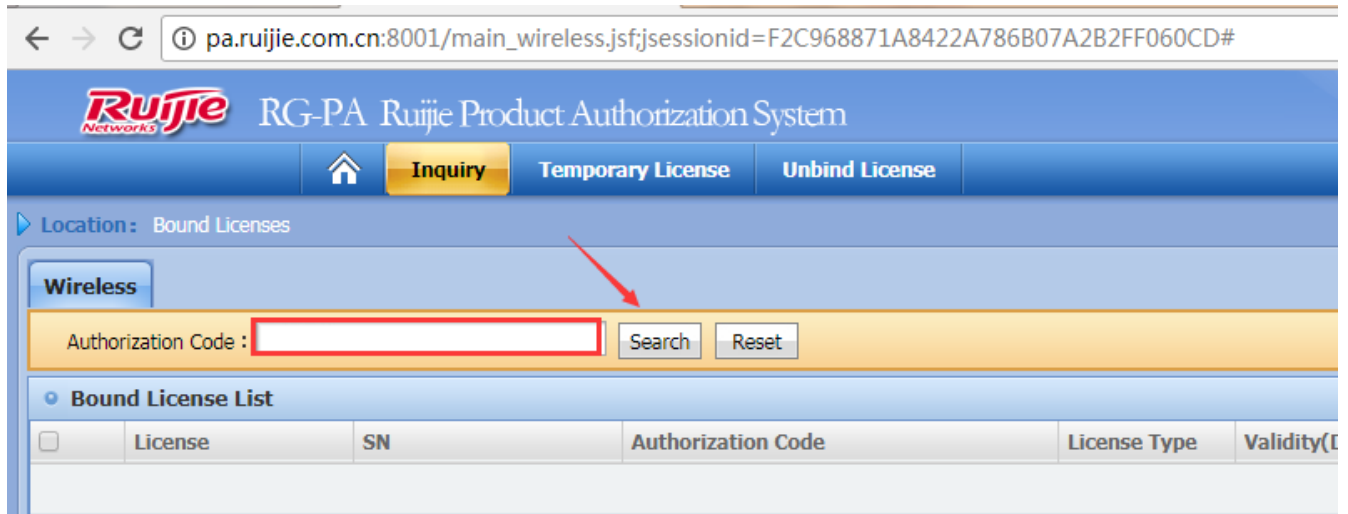 pa.ruijie.com.cn:8001/main_wireless.jsf;jsessionid=F2C968871A8422A786B07A2B2FF060CD#
Ruijie Networks RG-PA Ruijie Product Authorization System
Inquiry Temporary License Unbind License
Location: Bound Licenses
Wireless
Authorization Code : Search Reset
Bound License List
License SN Authorization Code License Type Validity(D